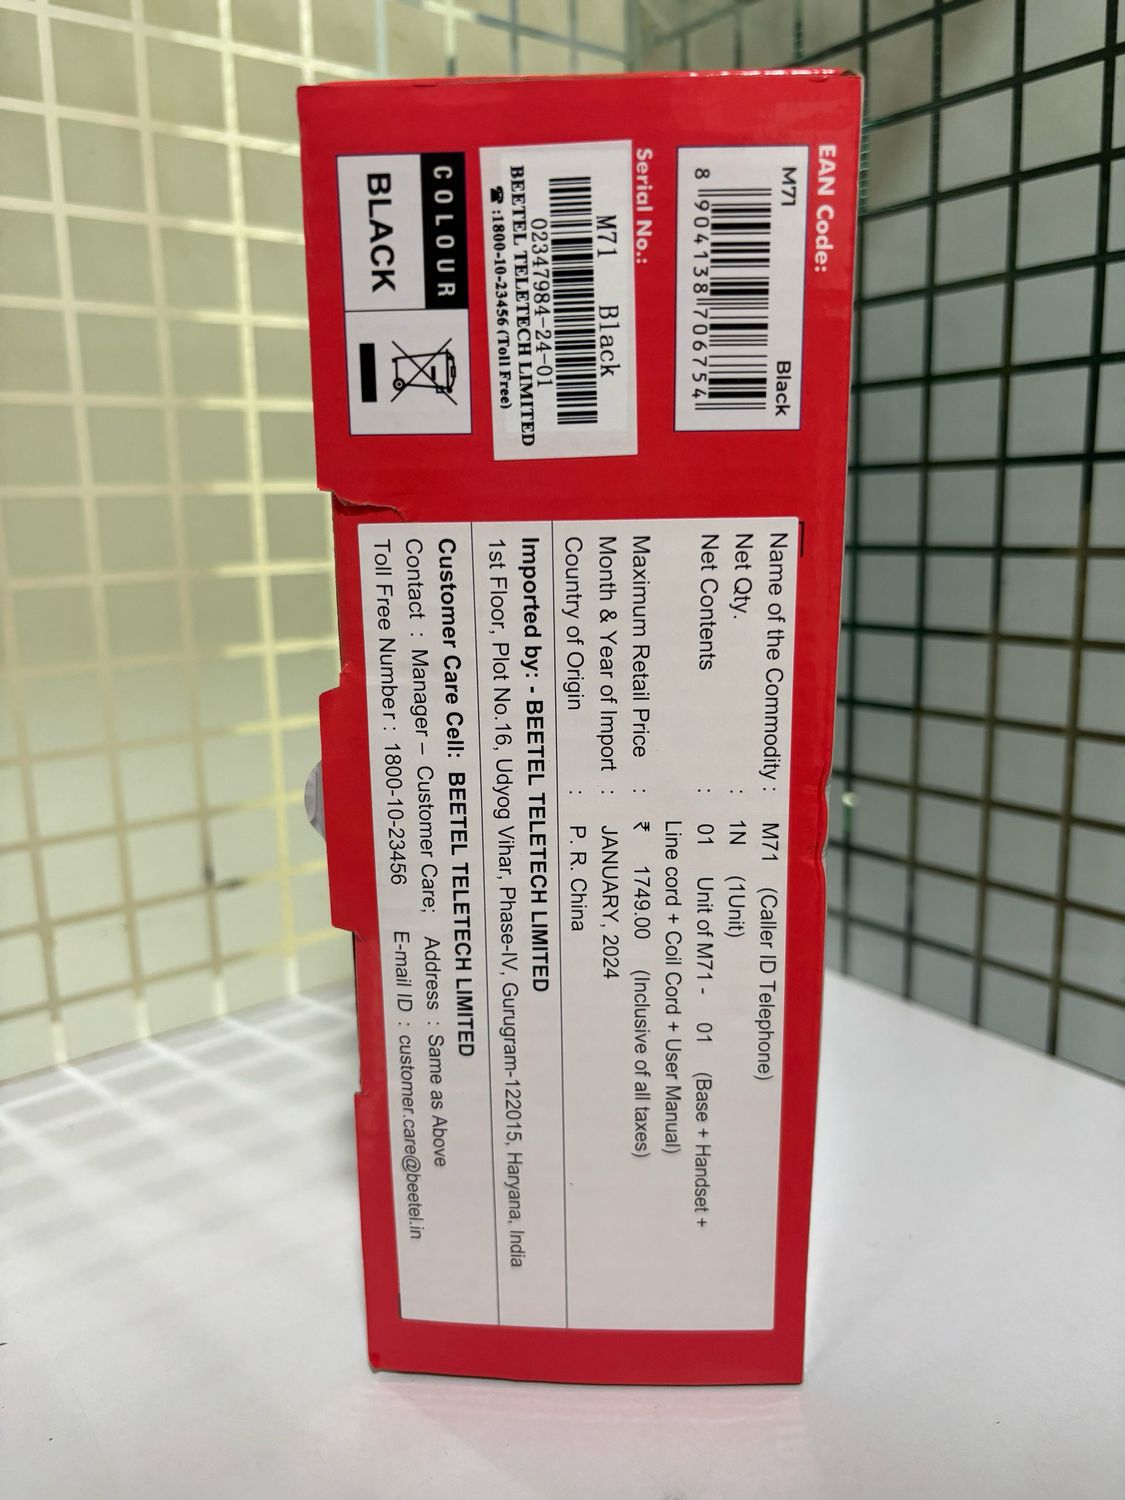 EAN Code:
M71 Black
8 904138 706754
Serial No.:
M71 Black
02347984-24-01
BEETEL TELETECH LIMITED
☎ :1800-10-23456 (Toll Free)
COLOUR
BLACK
Name of the Commodity : M71 (Caller ID Telephone)
Net Qty. : 1N (1Unit)
Net Contents : 01 Unit of M71 - 01 (Base + Handset +
Line cord + Coil Cord + User Manual)
Maximum Retail Price : ₹ 1749.00 (Inclusive of all taxes)
Month & Year of Import : JANUARY, 2024
Country of Origin : P. R. China
Imported by: - BEETEL TELETECH LIMITED
1st Floor, Plot No.16, Udyog Vihar, Phase-IV, Gurugram-122015, Haryana, India
Customer Care Cell: BEETEL TELETECH LIMITED
Contact : Manager – Customer Care; Address : Same as Above
Toll Free Number : 1800-10-23456 E-mail ID : customer.care@beetel.in